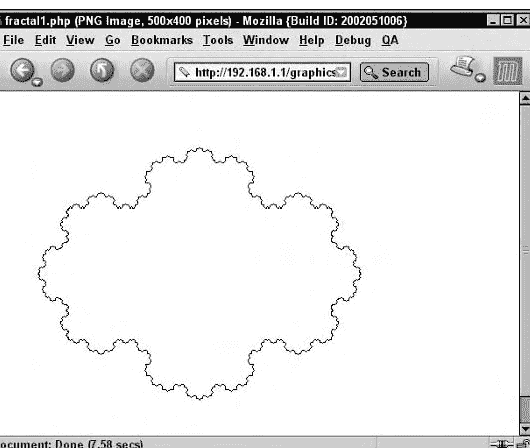 fractal1.php (PNG Image, 500x400 pixels) - Mozilla {Build ID: 2002051006}
File Edit View Go Bookmarks Tools Window Help Debug QA
http://192.168.1.1/graphics Search
ocument: Done (7.58 secs)